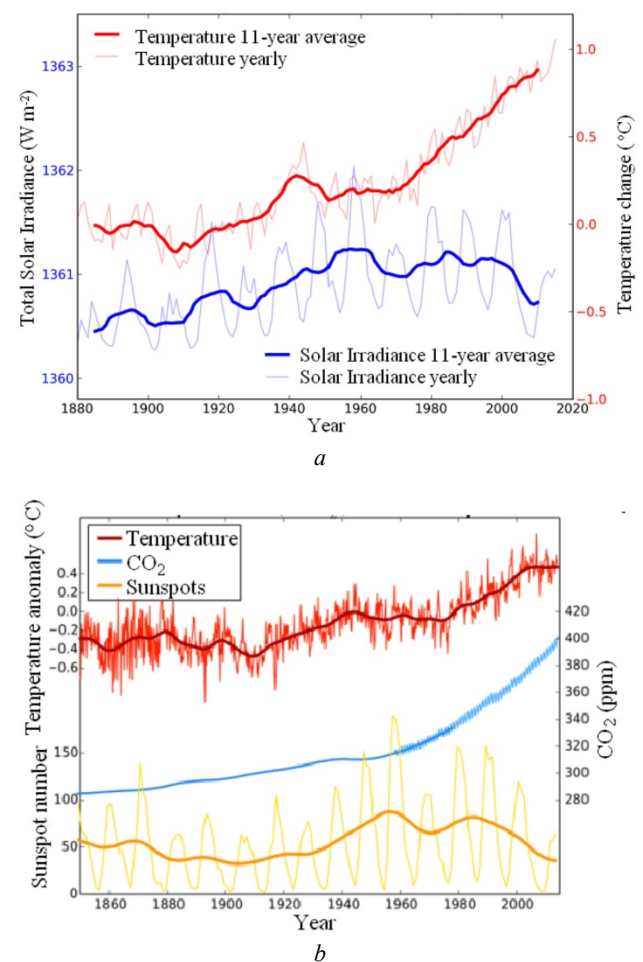 Temperature 11-year average
Temperature yearly
1363
1362
1361
1360
Total Solar Irradiance (W m-2)
1.0
0.5
0.0
−0.5
−1.0
Temperature change (°C)
Solar Irradiance 11-year average
Solar Irradiance yearly
1880 1900 1920 1940 1960 1980 2000 2020
Year
a
Temperature
CO2
Sunspots
Temperature anomaly (°C)
0.4
0.2
0.0
−0.2
−0.4
−0.6
420
400
380
360
340
320
300
280
CO2 (ppm)
Sunspot number
150
100
50
0
1860 1880 1900 1920 1940 1960 1980 2000
Year
b